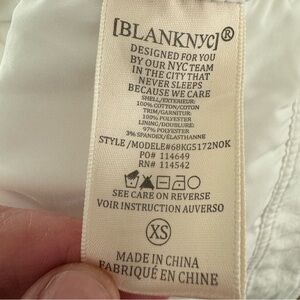 [BLANKNYC]®
DESIGNED FOR YOU
BY OUR NYC TEAM
IN THE CITY THAT
NEVER SLEEPS
BECAUSE WE CARE
SHELL/EXTERIEUR:
100% COTTON/COTON
TRIM/GARNITUR:
100% POLYESTER
LINING/DOUBLURE:
97% POLYESTER
3% SPANDEX/ÉLASTHANNE
STYLE/MODELE#68KG5172NOK
PO# 114649
RN# 114542
SEE CARE ON REVERSE
VOIR INSTRUCTION AUVERSO
XS
MADE IN CHINA
FABRIQUÉ EN CHINE